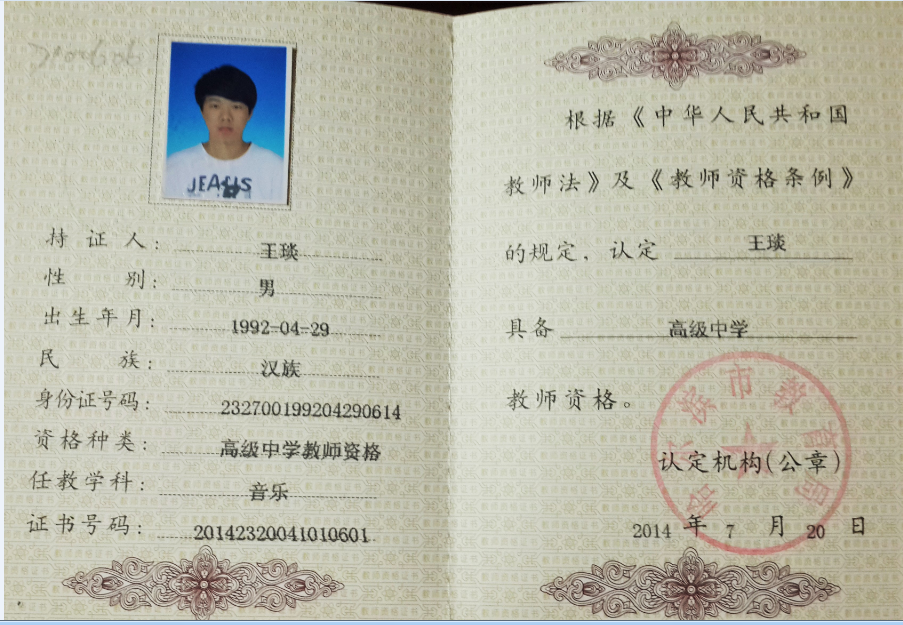 JEANS
持证人：王琰
性别：男
出生年月：1992-04-29
民族：汉族
身份证号码：232700199204290614
资格种类：高级中学教师资格
任教学科：音乐
证书号码：20142320041010601
根据《中华人民共和国
教师法》及《教师资格条例》
的规定，认定 王琰
具备 高级中学
教师资格。
市教育局
认定机构(公章)
2014 年 7 月 20 日